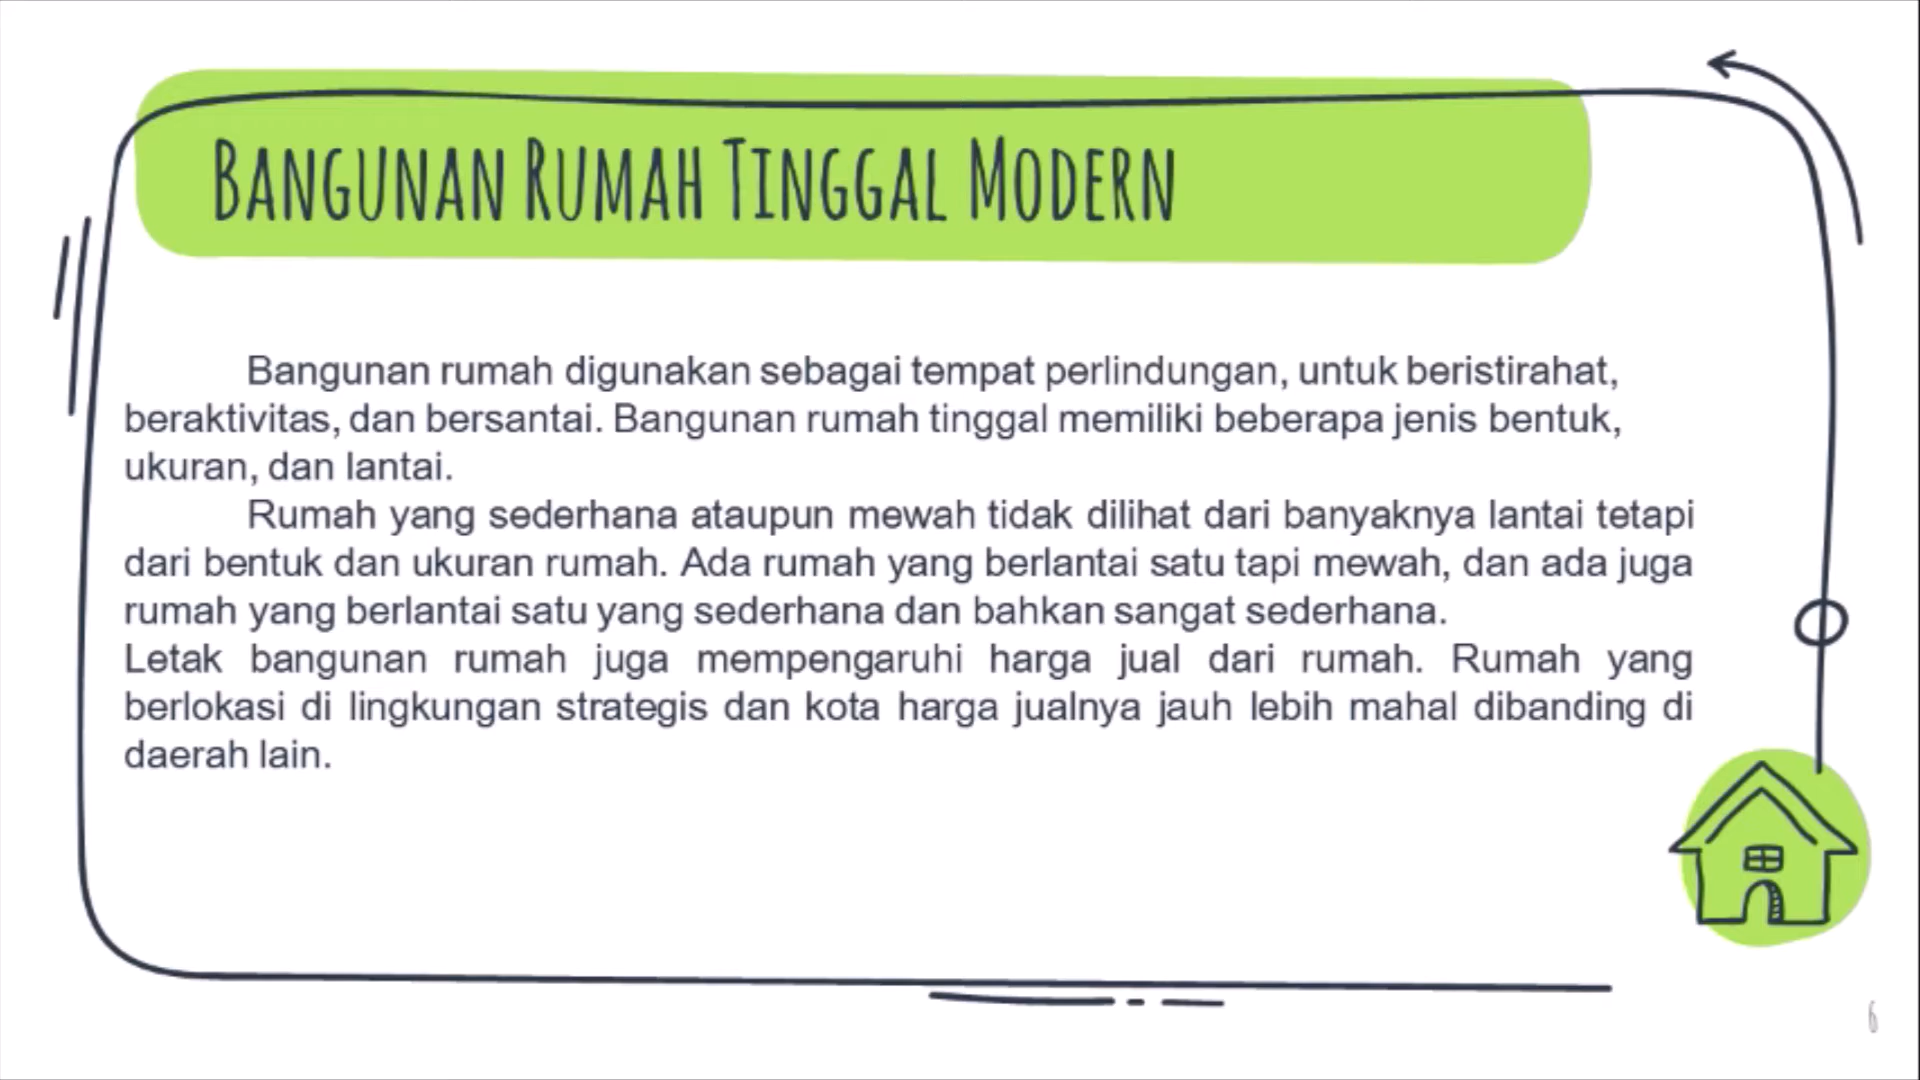 Bangunan Rumah Tinggal Modern
Bangunan rumah digunakan sebagai tempat perlindungan, untuk beristirahat,
beraktivitas, dan bersantai. Bangunan rumah tinggal memiliki beberapa jenis bentuk,
ukuran, dan lantai.
Rumah yang sederhana ataupun mewah tidak dilihat dari banyaknya lantai tetapi
dari bentuk dan ukuran rumah. Ada rumah yang berlantai satu tapi mewah, dan ada juga
rumah yang berlantai satu yang sederhana dan bahkan sangat sederhana.
Letak bangunan rumah juga mempengaruhi harga jual dari rumah. Rumah yang
berlokasi di lingkungan strategis dan kota harga jualnya jauh lebih mahal dibanding di
daerah lain.
6